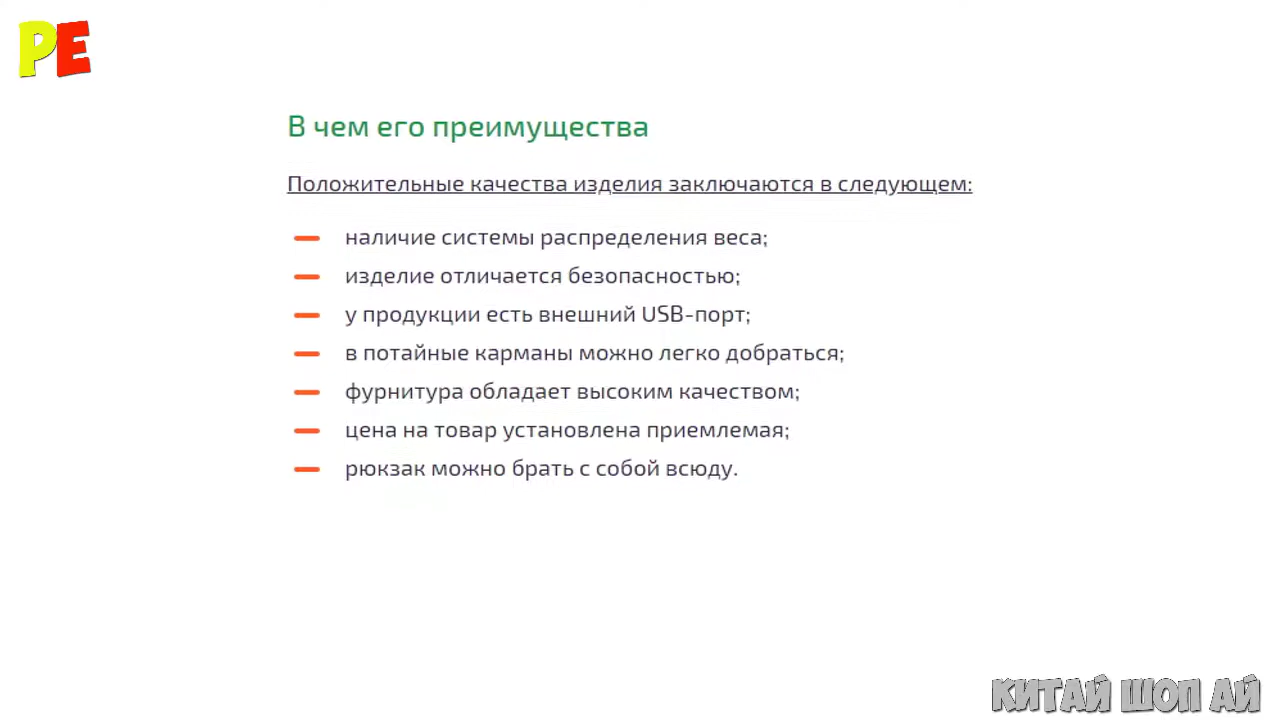 PE
В чем его преимущества
Положительные качества изделия заключаются в следующем:
наличие системы распределения веса;
изделие отличается безопасностью;
у продукции есть внешний USB-порт;
в потайные карманы можно легко добраться;
фурнитура обладает высоким качеством;
цена на товар установлена приемлемая;
рюкзак можно брать с собой всюду.
КИТАЙ ШОП АЙ